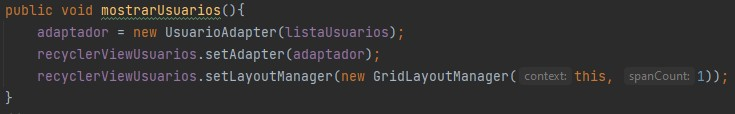 public void mostrarUsuarios(){
    adaptador = new UsuarioAdapter(listaUsuarios);
    recyclerViewUsuarios.setAdapter(adaptador);
    recyclerViewUsuarios.setLayoutManager(new GridLayoutManager( context: this, spanCount: 1));
}